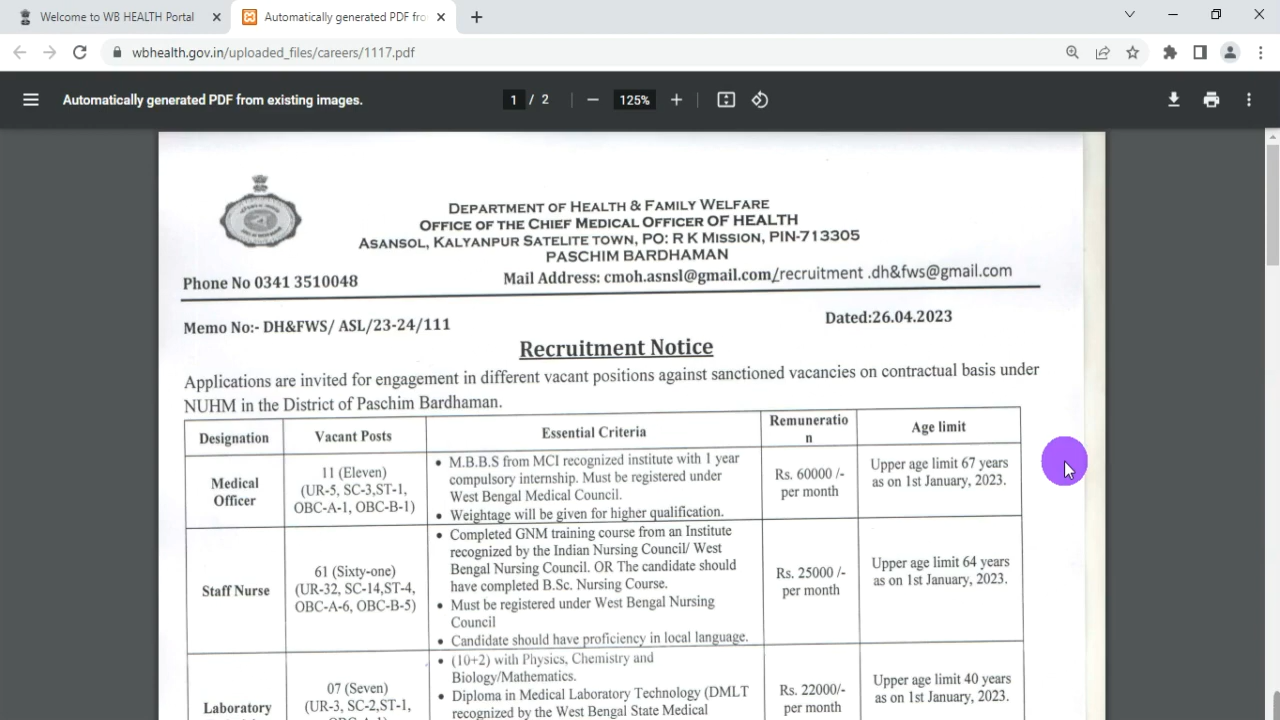 Welcome to WB HEALTH Portal
Automatically generated PDF fro
wbhealth.gov.in/uploaded_files/careers/1117.pdf
Automatically generated PDF from existing images.
1 / 2
125%
DEPARTMENT OF HEALTH & FAMILY WELFARE
OFFICE OF THE CHIEF MEDICAL OFFICER OF HEALTH
ASANSOL, KALYANPUR SATELITE TOWN, PO: R K MISSION, PIN-713305
PASCHIM BARDHAMAN
Phone No 0341 3510048
Mail Address: cmoh.asnsl@gmail.com/recruitment .dh&fws@gmail.com
Memo No:- DH&FWS/ ASL/23-24/111
Dated:26.04.2023
Recruitment Notice
Applications are invited for engagement in different vacant positions against sanctioned vacancies on contractual basis under
NUHM in the District of Paschim Bardhaman.
Designation
Vacant Posts
Essential Criteria
Remuneratio
n
Age limit
Medical
Officer
11 (Eleven)
(UR-5, SC-3,ST-1,
OBC-A-1, OBC-B-1)
• M.B.B.S from MCI recognized institute with 1 year
compulsory internship. Must be registered under
West Bengal Medical Council.
• Weightage will be given for higher qualification.
Rs. 60000 /-
per month
Upper age limit 67 years
as on 1st January, 2023.
Staff Nurse
61 (Sixty-one)
(UR-32, SC-14,ST-4,
OBC-A-6, OBC-B-5)
• Completed GNM training course from an Institute
recognized by the Indian Nursing Council/ West
Bengal Nursing Council. OR The candidate should
have completed B.Sc. Nursing Course.
• Must be registered under West Bengal Nursing
Council
• Candidate should have proficiency in local language.
Rs. 25000 /-
per month
Upper age limit 64 years
as on 1st January, 2023.
Laboratory
07 (Seven)
(UR-3, SC-2,ST-1,
• (10+2) with Physics, Chemistry and
Biology/Mathematics.
• Diploma in Medical Laboratory Technology (DMLT
recognized by the West Bengal State Medical
Rs. 22000/-
per month
Upper age limit 40 years
as on 1st January, 2023.